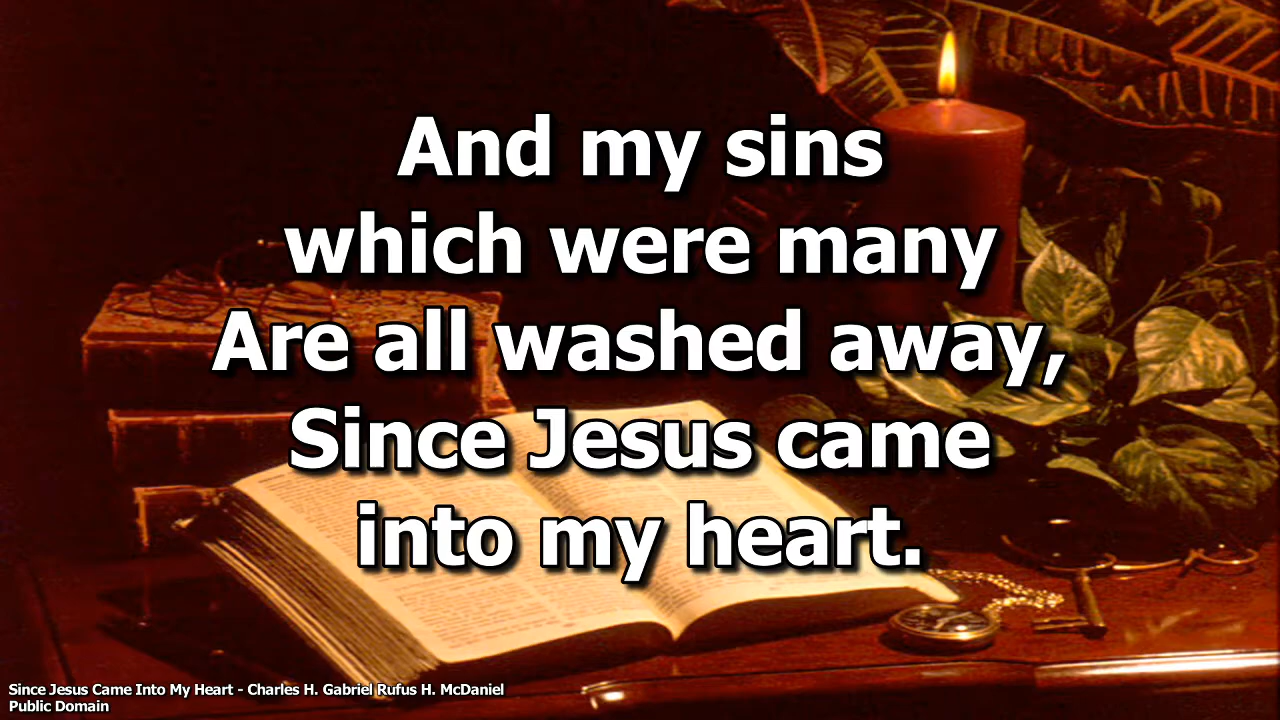 And my sins
which were many
Are all washed away,
Since Jesus came
into my heart.
Since Jesus Came Into My Heart - Charles H. Gabriel Rufus H. McDaniel
Public Domain